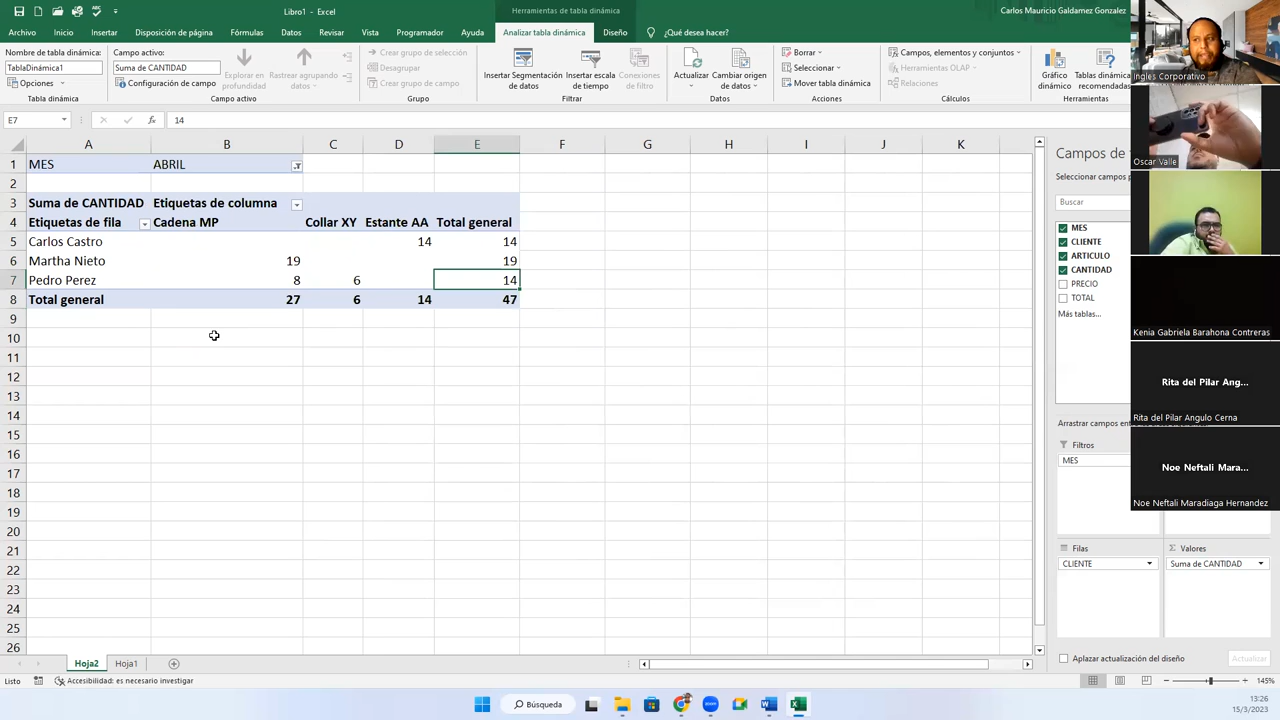 Libro1 - Excel
Herramientas de tabla dinámica
Carlos Mauricio Galdamez Gonzalez
Archivo Inicio Insertar Disposición de página Fórmulas Datos Revisar Vista Programador Ayuda Analizar tabla dinámica Diseño ¿Qué desea hacer?
Nombre de tabla dinámica:
TablaDinámica1
Opciones
Tabla dinámica
Campo activo:
Suma de CANTIDAD
Configuración de campo
Explorar en profundidad
Rastrear agrupando datos
Campo activo
Crear grupo de selección
Desagrupar
Crear grupo de campo
Grupo
Insertar Segmentación de datos
Insertar escala de tiempo
Conexiones de filtro
Filtrar
Actualizar
Cambiar origen de datos
Datos
Borrar
Seleccionar
Mover tabla dinámica
Acciones
Campos, elementos y conjuntos
Herramientas OLAP
Relaciones
Cálculos
Gráfico dinámico
Tablas dinámicas recomendadas
Herramientas
E7 fx 14
A B C D E F G H I J K
1 MES ABRIL
2
3 Suma de CANTIDAD Etiquetas de columna
4 Etiquetas de fila Cadena MP Collar XY Estante AA Total general
5 Carlos Castro 14 14
6 Martha Nieto 19 19
7 Pedro Perez 8 6 14
8 Total general 27 6 14 47
9
10
11
12
13
14
15
16
17
18
19
20
21
22
23
24
25
26
Campos de
Seleccionar campos
Buscar
MES
CLIENTE
ARTICULO
CANTIDAD
PRECIO
TOTAL
Más tablas...
Arrastrar campos
Filtros
MES
Filas
CLIENTE
Σ Valores
Suma de CANTIDAD
Aplazar actualización del diseño
Actualizar
Ingles Corporativo
Oscar Valle
Kenia Gabriela Barahona Contreras
Rita del Pilar Ang...
Rita del Pilar Angulo Cerna
Noe Neftali Mara...
Noe Neftali Maradiaga Hernandez
Hoja2 Hoja1
Listo
Accesibilidad: es necesario investigar
145%
Búsqueda
13:26
15/3/2023